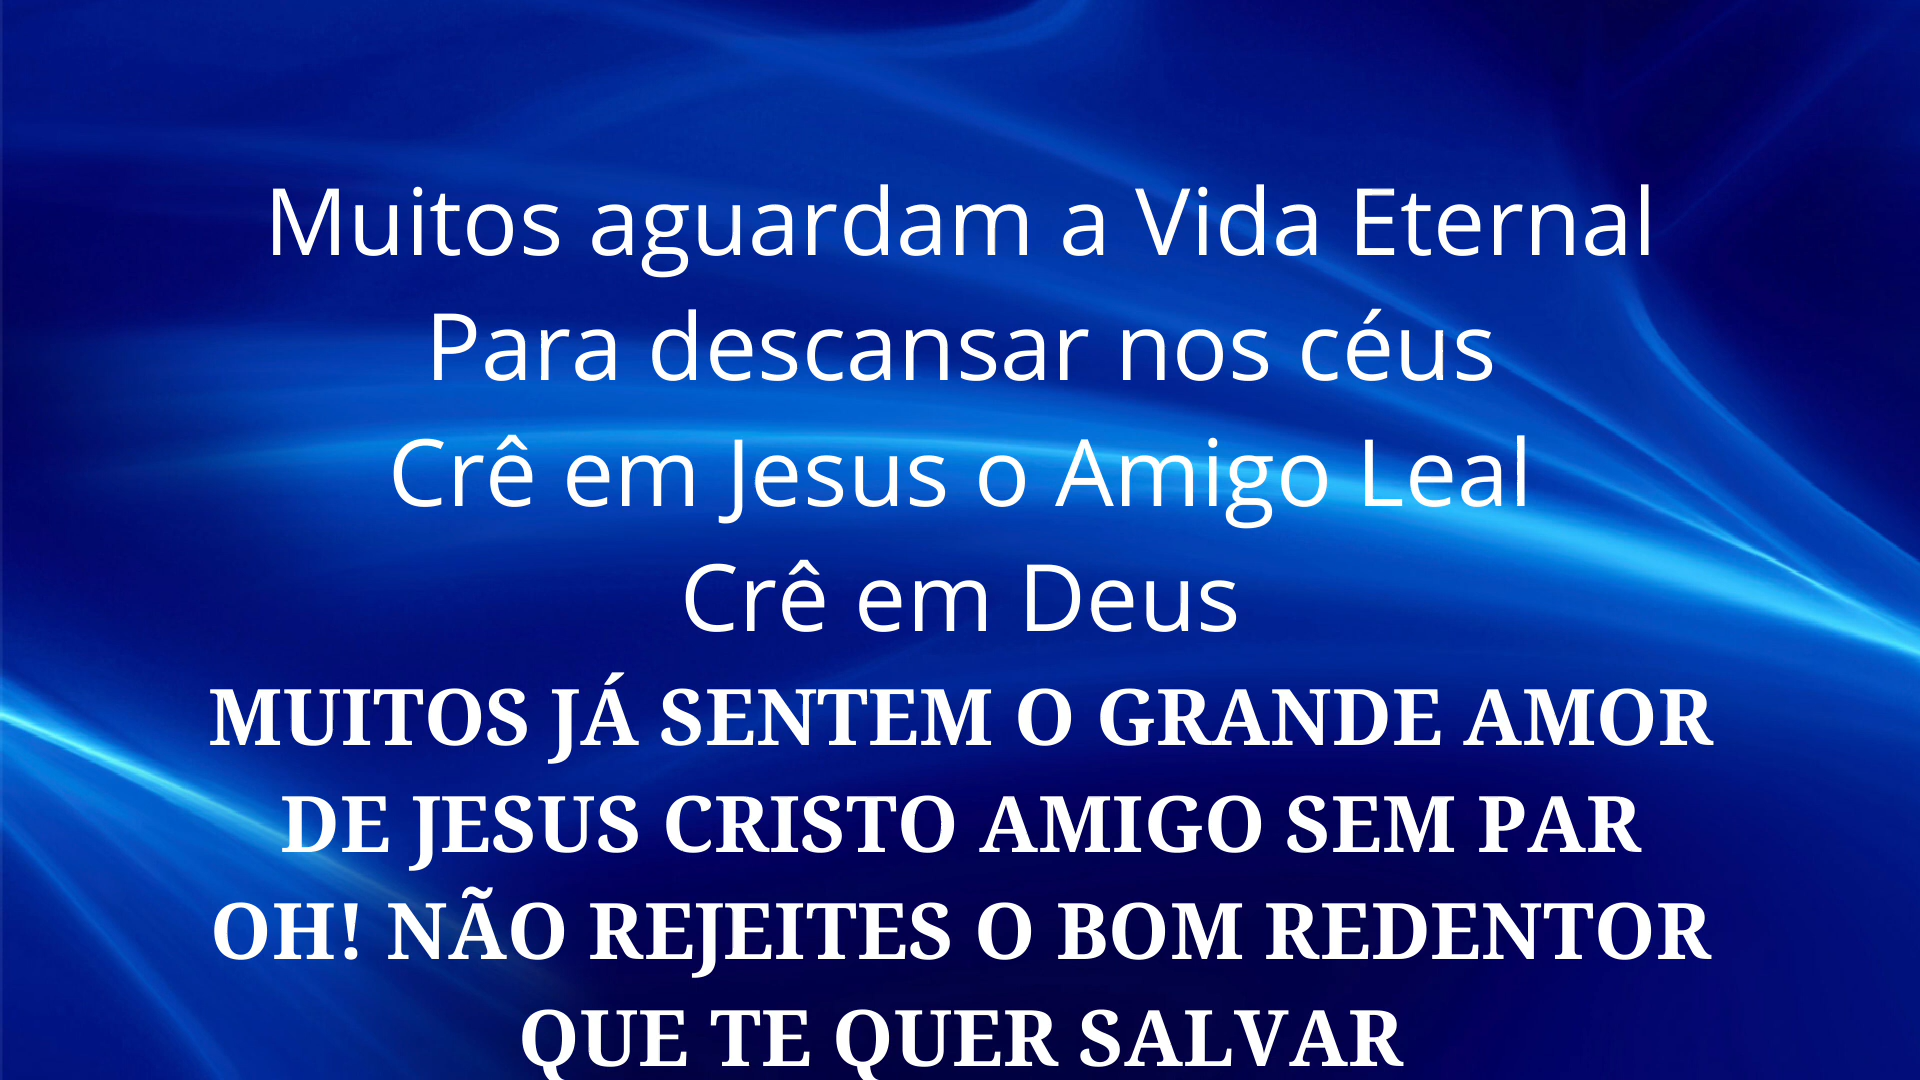 Muitos aguardam a Vida Eternal
Para descansar nos céus
Crê em Jesus o Amigo Leal
Crê em Deus
MUITOS JÁ SENTEM O GRANDE AMOR
DE JESUS CRISTO AMIGO SEM PAR
OH! NÃO REJEITES O BOM REDENTOR
QUE TE QUER SALVAR